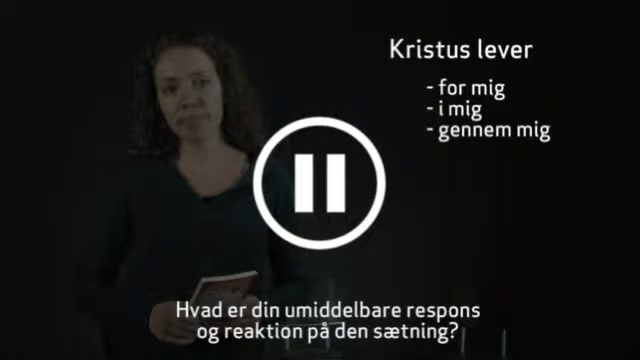 Kristus lever
- for mig
- i mig
- gennem mig
Hvad er din umiddelbare respons
og reaktion på den sætning?